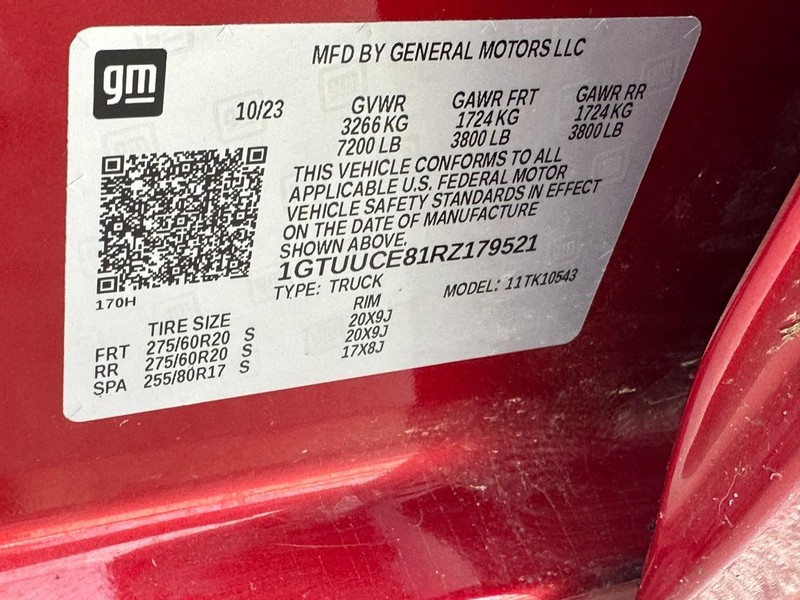 gm
MFD BY GENERAL MOTORS LLC
10/23 GVWR GAWR FRT GAWR RR
3266 KG 1724 KG 1724 KG
7200 LB 3800 LB 3800 LB
THIS VEHICLE CONFORMS TO ALL
APPLICABLE U.S. FEDERAL MOTOR
VEHICLE SAFETY STANDARDS IN EFFECT
ON THE DATE OF MANUFACTURE
SHOWN ABOVE.
1GTUUCE81RZ179521
TYPE: TRUCK MODEL: 11TK10543
170H
TIRE SIZE RIM
FRT 275/60R20 S 20X9J
RR 275/60R20 S 20X9J
SPA 255/80R17 S 17X8J